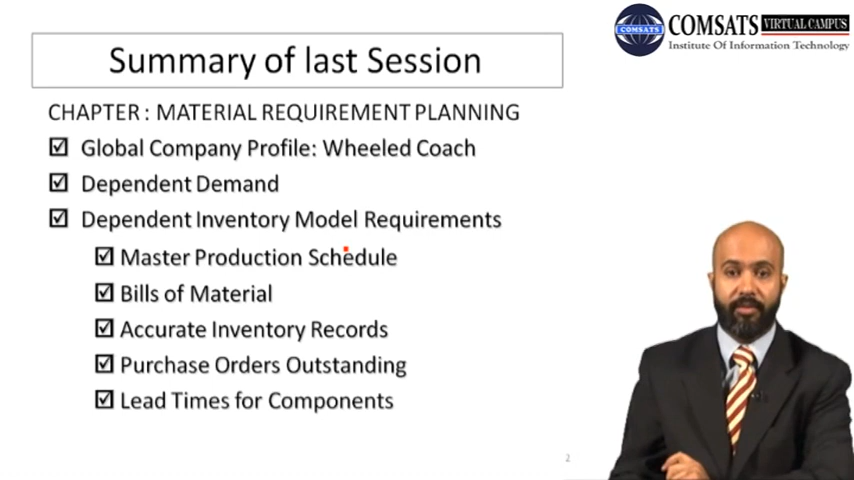 COMSATS VIRTUAL CAMPUS
Institute Of Information Technology
COMSATS
Summary of last Session
CHAPTER : MATERIAL REQUIREMENT PLANNING
Global Company Profile: Wheeled Coach
Dependent Demand
Dependent Inventory Model Requirements
Master Production Schedule
Bills of Material
Accurate Inventory Records
Purchase Orders Outstanding
Lead Times for Components
2